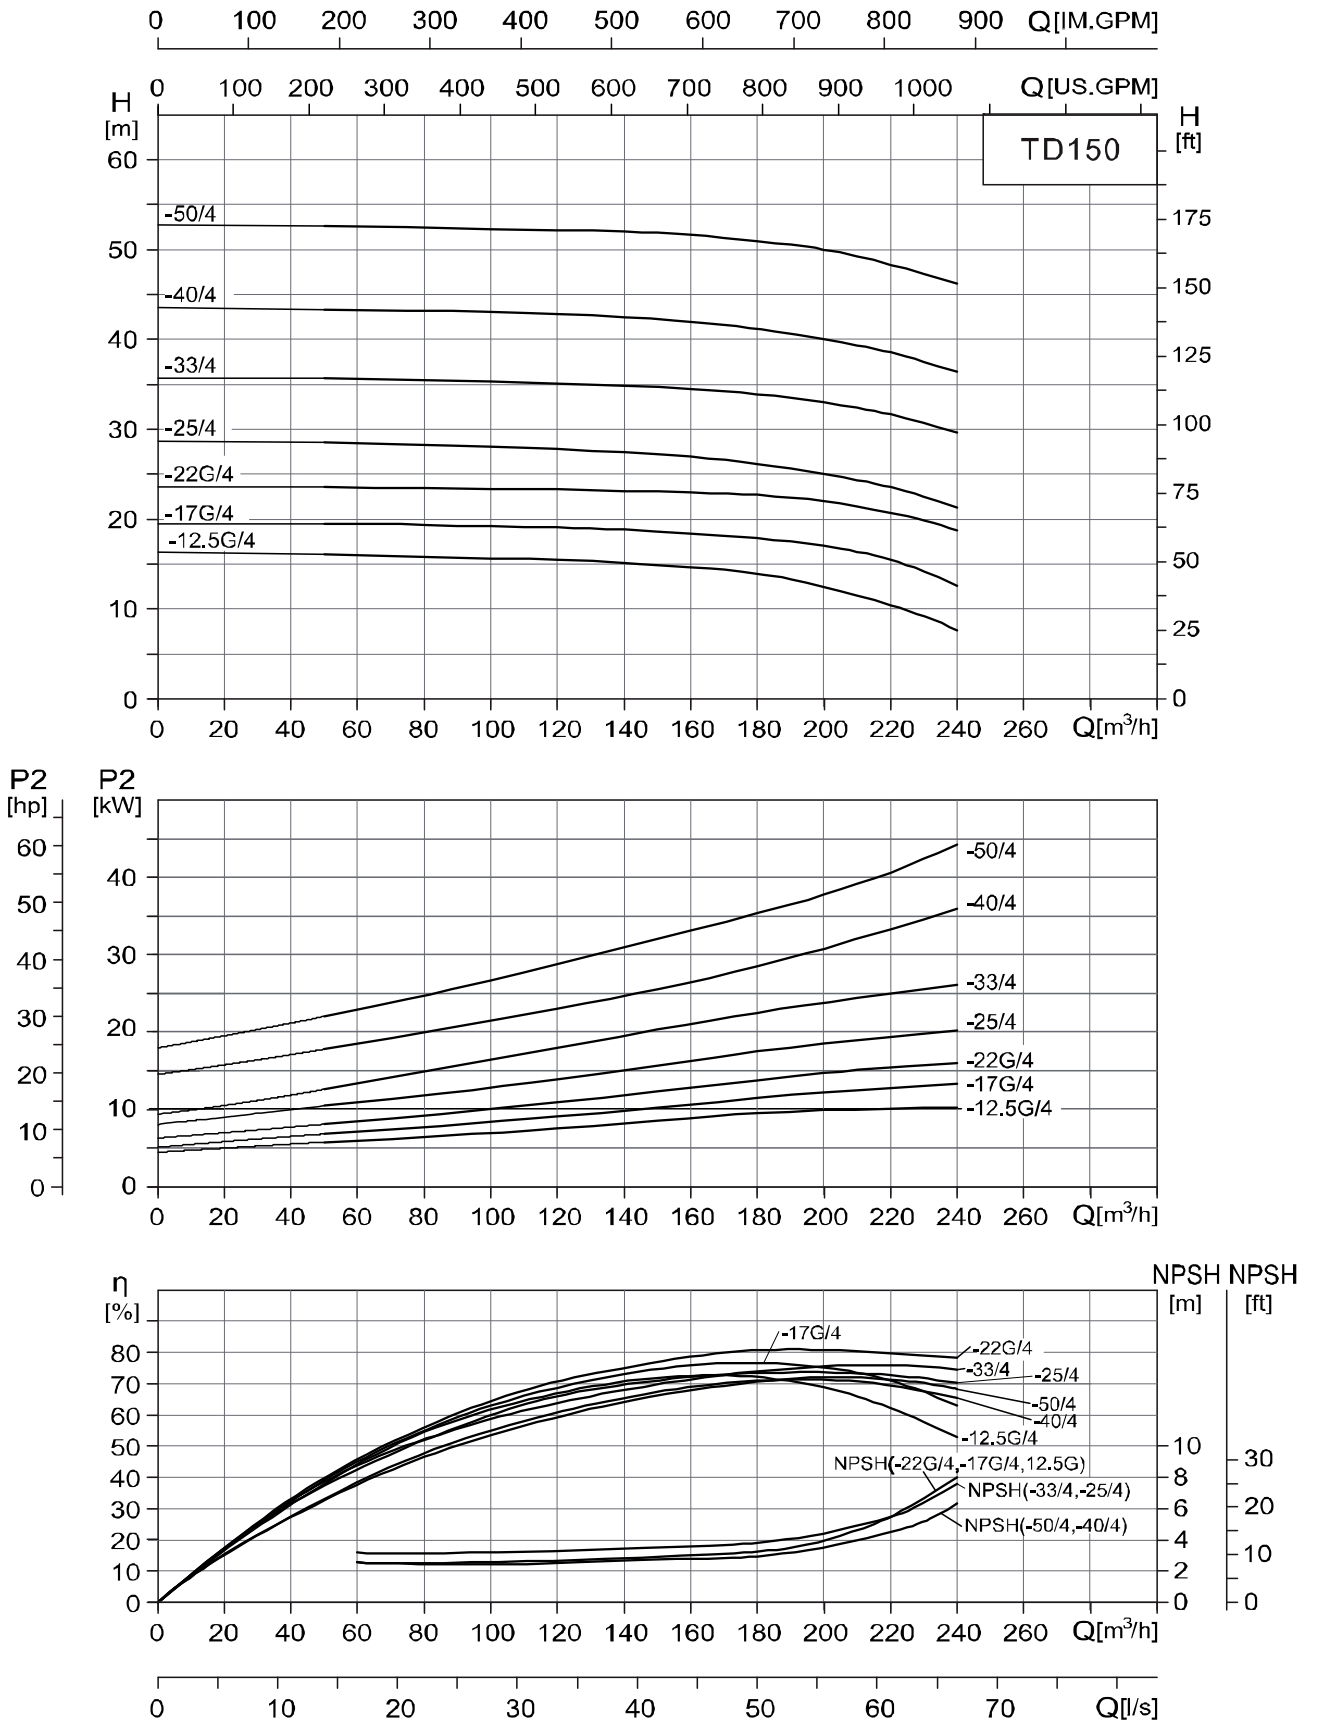 0 100 200 300 400 500 600 700 800 900 Q[IM.GPM]
0 100 200 300 400 500 600 700 800 900 1000 Q[US.GPM]
H
[m]
H
[ft]
TD150
60
50
40
30
20
10
0
175
150
125
100
75
50
25
0
-50/4
-40/4
-33/4
-25/4
-22G/4
-17G/4
-12.5G/4
0 20 40 60 80 100 120 140 160 180 200 220 240 260 Q[m³/h]
P2
[hp]
P2
[kW]
60
50
40
30
20
10
0
40
30
20
10
0
-50/4
-40/4
-33/4
-25/4
-22G/4
-17G/4
-12.5G/4
0 20 40 60 80 100 120 140 160 180 200 220 240 260 Q[m³/h]
η
[%]
NPSH
[m]
NPSH
[ft]
80
70
60
50
40
30
20
10
0
10
8
6
4
2
0
30
20
10
0
-17G/4
-22G/4
-33/4
-25/4
-50/4
-40/4
-12.5G/4
NPSH(-22G/4,-17G/4,12.5G)
NPSH(-33/4,-25/4)
NPSH(-50/4,-40/4)
0 20 40 60 80 100 120 140 160 180 200 220 240 260 Q[m³/h]
0 10 20 30 40 50 60 70 Q[l/s]